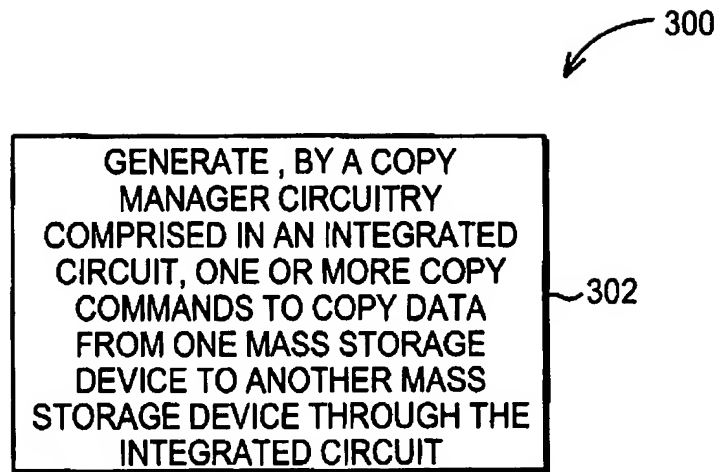 300
GENERATE , BY A COPY
MANAGER CIRCUITRY
COMPRISED IN AN INTEGRATED
CIRCUIT, ONE OR MORE COPY
COMMANDS TO COPY DATA
FROM ONE MASS STORAGE
DEVICE TO ANOTHER MASS
STORAGE DEVICE THROUGH THE
INTEGRATED CIRCUIT
302